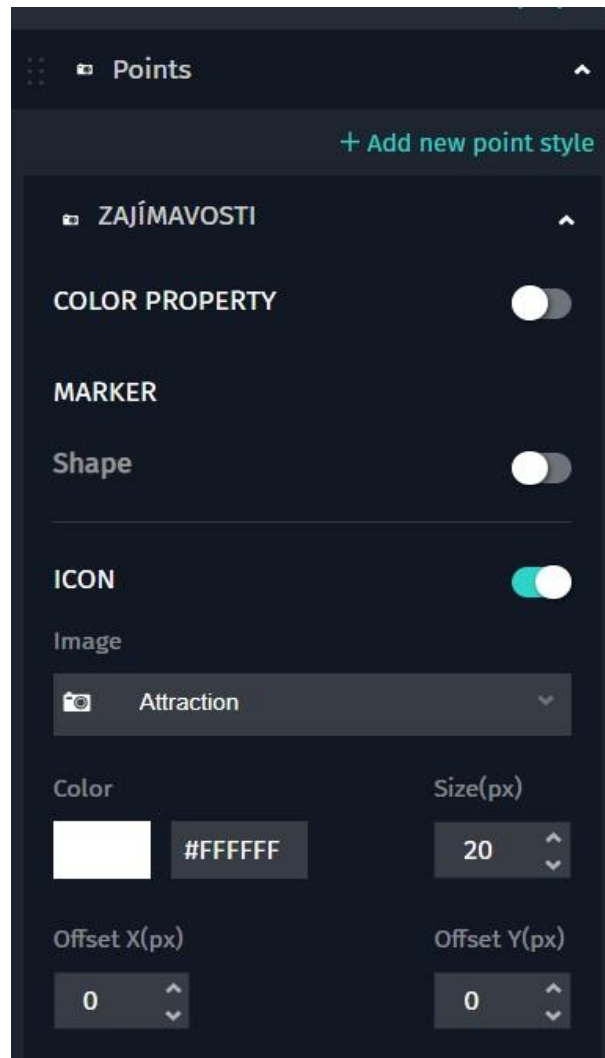 Points
+ Add new point style
ZAJÍMAVOSTI
COLOR PROPERTY
MARKER
Shape
ICON
Image
Attraction
Color Size(px)
#FFFFFF 20
Offset X(px) Offset Y(px)
0 0